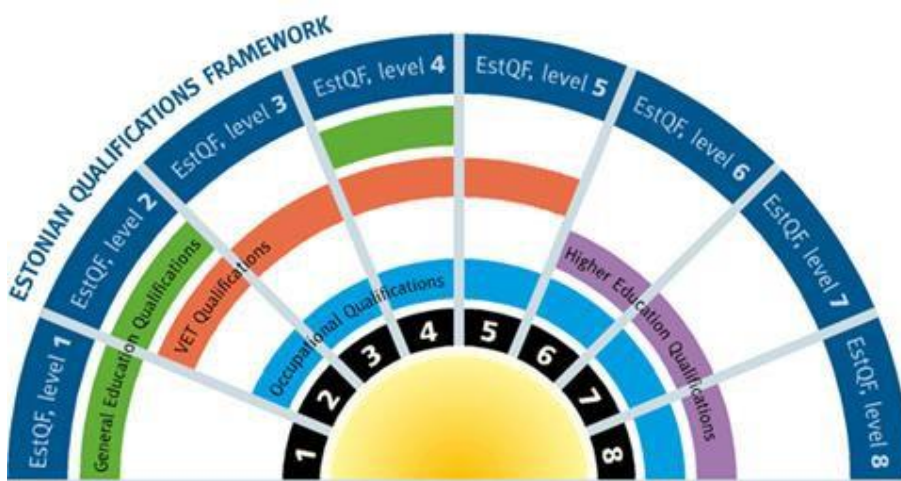 ESTONIAN QUALIFICATIONS FRAMEWORK
EstQF, level 1
EstQF, level 2
EstQF, level 3
EstQF, level 4
EstQF, level 5
EstQF, level 6
EstQF, level 7
EstQF, level 8
General Education Qualifications
VET Qualifications
Occupational Qualifications
Higher Education Qualifications
1
2
3
4
5
6
7
8